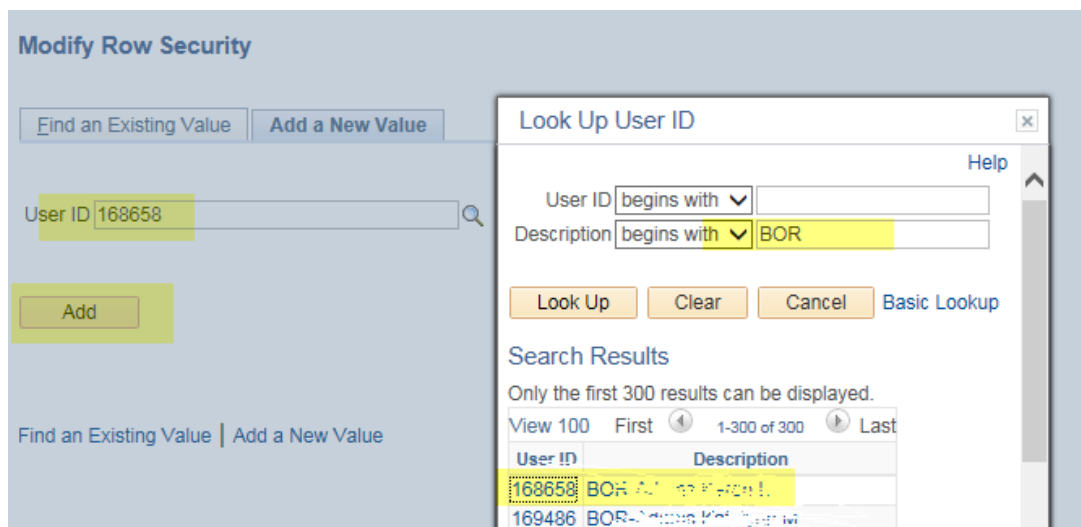 Modify Row Security
Find an Existing Value Add a New Value
User ID 168658
Add
Find an Existing Value | Add a New Value
Look Up User ID
Help
User ID begins with
Description begins with BOR
Look Up Clear Cancel Basic Lookup
Search Results
Only the first 300 results can be displayed.
View 100 First 1-300 of 300 Last
User ID Description
168658 BOR
169486 BOR-